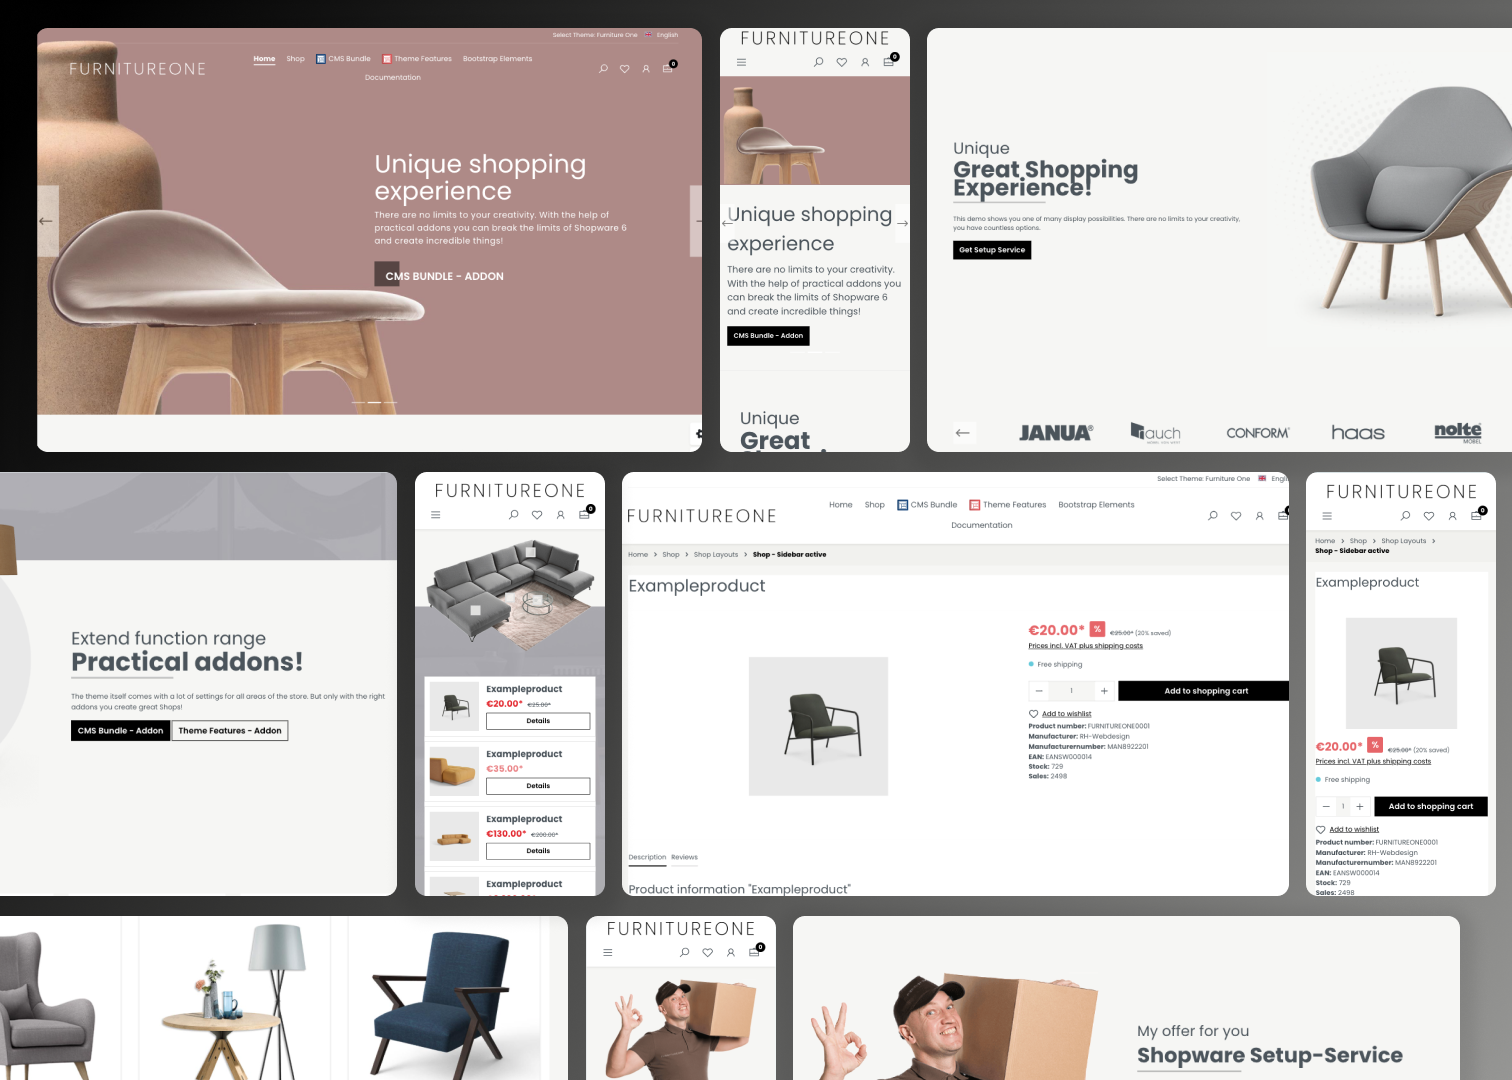 Select Theme: Furniture One English
FURNITUREONE
Home Shop CMS Bundle Theme Features Bootstrap Elements
Documentation
0
Unique shopping
experience
There are no limits to your creativity. With the help of
practical addons you can break the limits of Shopware 6
and create incredible things!
CMS BUNDLE - ADDON
FURNITUREONE
0
Unique shopping
experience
There are no limits to your creativity.
With the help of practical addons you
can break the limits of Shopware 6
and create incredible things!
CMS Bundle - Addon
Unique
Great
Unique
Great Shopping
Experience!
This demo shows you one of many display possibilities. There are no limits to your creativity,
you have countless options.
Get Setup Service
JANUA®
rauch
CONFORM®
haas
nolte
MÖBEL
Extend function range
Practical addons!
The theme itself comes with a lot of settings for all areas of the store. But only with the right
addons you create great Shops!
CMS Bundle - Addon Theme Features - Addon
FURNITUREONE
0
Exampleproduct
€20.00* €25.00*
Details
Exampleproduct
€35.00*
Details
Exampleproduct
€130.00* €200.00*
Details
Exampleproduct
Select Theme: Furniture One Engli
FURNITUREONE
Home Shop CMS Bundle Theme Features Bootstrap Elements
Documentation
Home > Shop > Shop Layouts > Shop - Sidebar active
Exampleproduct
€20.00* % €25.00* (20% saved)
Prices incl. VAT plus shipping costs
Free shipping
− 1 + Add to shopping cart
Add to wishlist
Product number: FURNITUREONE0001
Manufacturer: RH-Webdesign
Manufacturernumber: MAN8922201
EAN: EANSW000014
Stock: 729
Sales: 2498
Description Reviews
Product information "Exampleproduct"
FURNITUREONE
0
Home > Shop > Shop Layouts >
Shop - Sidebar active
Exampleproduct
€20.00* % €25.00* (20% saved)
Prices incl. VAT plus shipping costs
Free shipping
− 1 + Add to shopping cart
Add to wishlist
Product number: FURNITUREONE0001
Manufacturer: RH-Webdesign
Manufacturernumber: MAN8922201
EAN: EANSW000014
Stock: 729
Sales: 2498
FURNITUREONE
0
My offer for you
Shopware Setup-Service